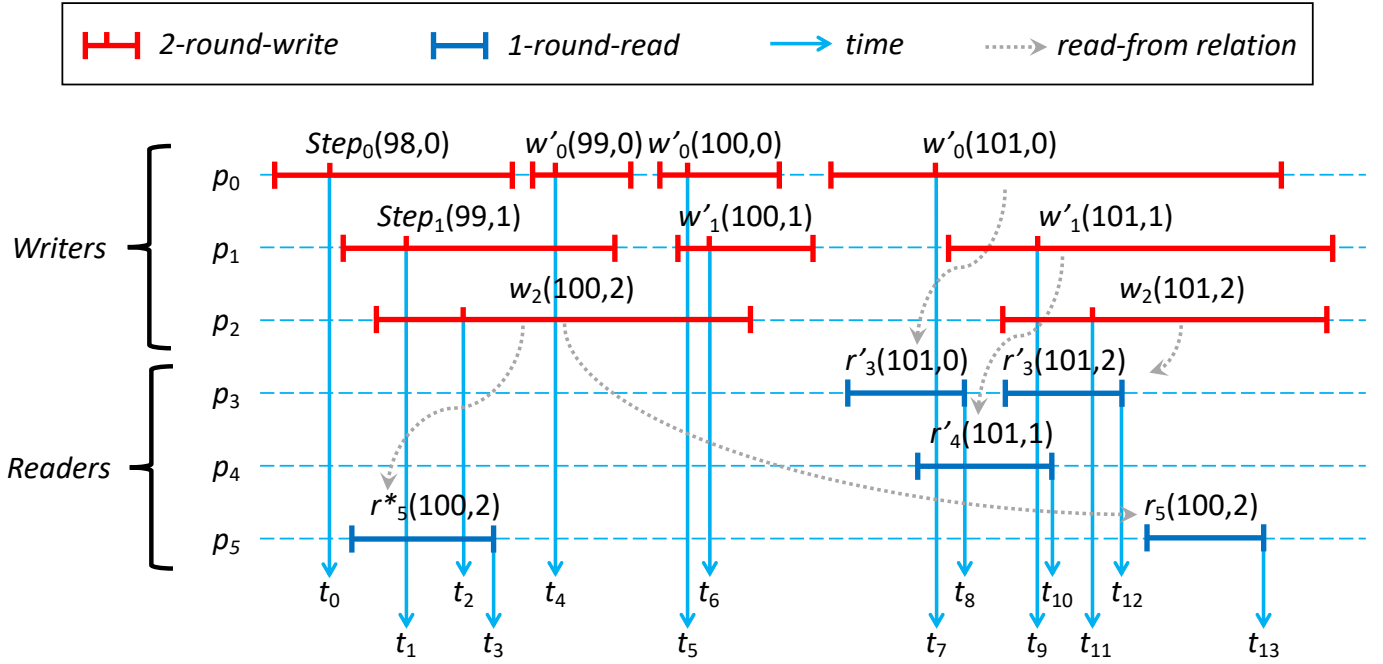 2-round-write 1-round-read time read-from relation
Step0(98,0) w'0(99,0) w'0(100,0) w'0(101,0)
p0
Step1(99,1) w'1(100,1) w'1(101,1)
Writers p1
w2(100,2) w2(101,2)
p2
r'3(101,0) r'3(101,2)
p3
r'4(101,1)
Readers p4
r*5(100,2) r5(100,2)
p5
t0 t2 t4 t6 t8 t10 t12
t1 t3 t5 t7 t9 t11 t13